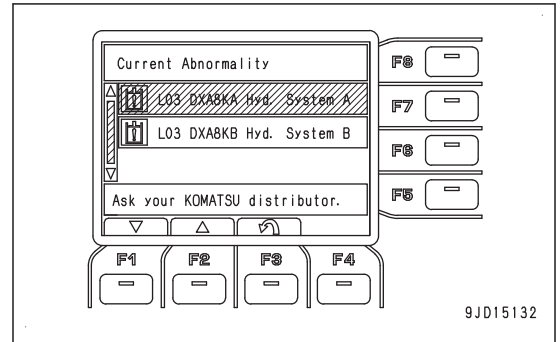 Current Abnormality
L03 DXA8KA Hyd. System A
L03 DXA8KB Hyd. System B
Ask your KOMATSU distributor.
F8
F7
F6
F5
F1
F2
F3
F4
9JD15132